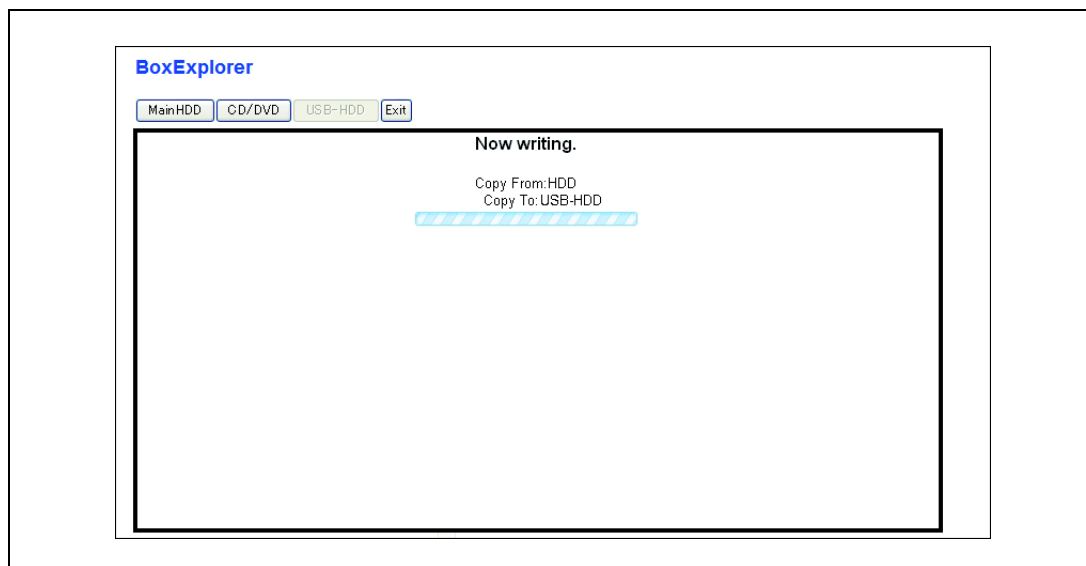 BoxExplorer
MainHDD CD/DVD USB-HDD Exit
Now writing.
Copy From:HDD
Copy To:USB-HDD